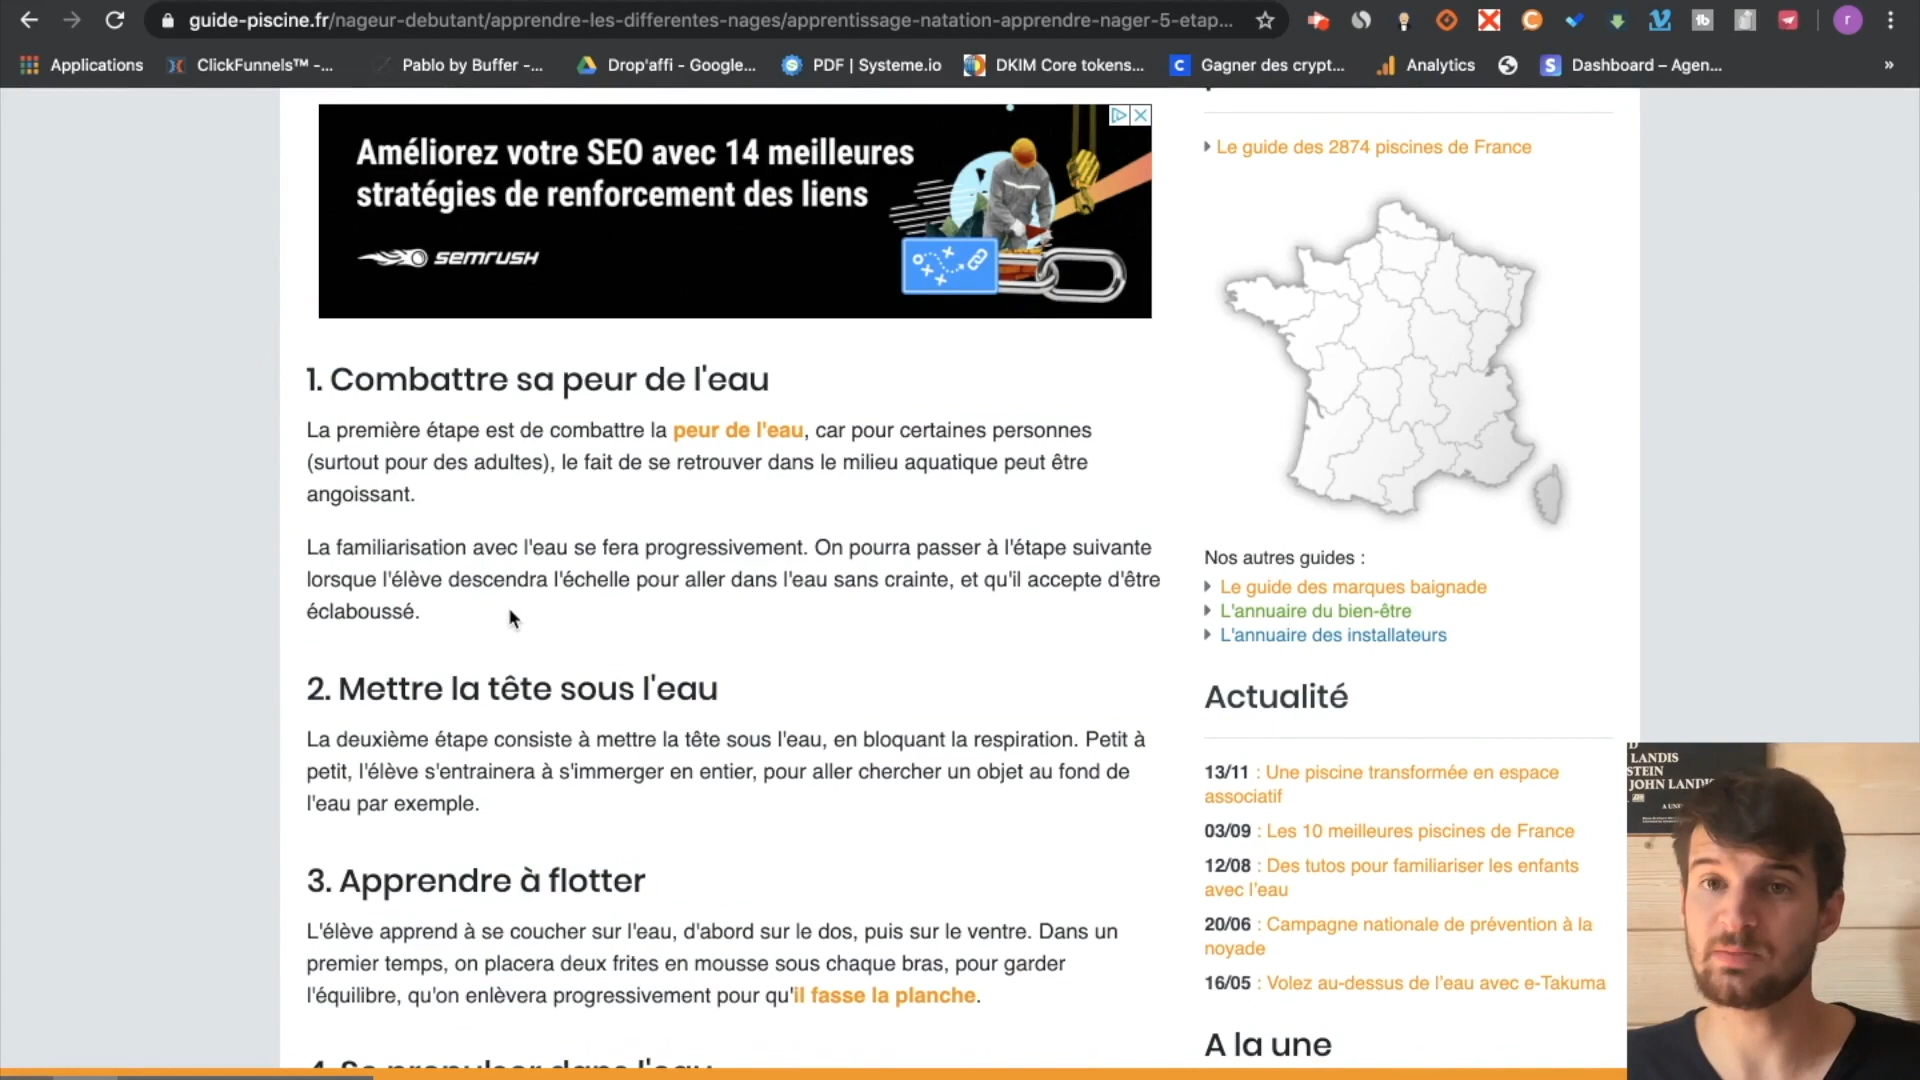 guide-piscine.fr/nageur-debutant/apprendre-les-differentes-nages/apprentissage-natation-apprendre-nager-5-etap...
Applications
ClickFunnels™ -...
Pablo by Buffer -...
Drop'affi - Google...
PDF | Systeme.io
DKIM Core tokens...
Gagner des crypt...
Analytics
Dashboard – Agen...
»
Améliorez votre SEO avec 14 meilleures
stratégies de renforcement des liens
SEMRUSH
1. Combattre sa peur de l'eau
La première étape est de combattre la peur de l'eau, car pour certaines personnes
(surtout pour des adultes), le fait de se retrouver dans le milieu aquatique peut être
angoissant.
La familiarisation avec l'eau se fera progressivement. On pourra passer à l'étape suivante
lorsque l'élève descendra l'échelle pour aller dans l'eau sans crainte, et qu'il accepte d'être
éclaboussé.
2. Mettre la tête sous l'eau
La deuxième étape consiste à mettre la tête sous l'eau, en bloquant la respiration. Petit à
petit, l'élève s'entrainera à s'immerger en entier, pour aller chercher un objet au fond de
l'eau par exemple.
3. Apprendre à flotter
L'élève apprend à se coucher sur l'eau, d'abord sur le dos, puis sur le ventre. Dans un
premier temps, on placera deux frites en mousse sous chaque bras, pour garder
l'équilibre, qu'on enlèvera progressivement pour qu'il fasse la planche.
4. Se propulser dans l'eau
Le guide des 2874 piscines de France
Nos autres guides :
Le guide des marques baignade
L'annuaire du bien-être
L'annuaire des installateurs
Actualité
13/11 : Une piscine transformée en espace
associatif
03/09 : Les 10 meilleures piscines de France
12/08 : Des tutos pour familiariser les enfants
avec l'eau
20/06 : Campagne nationale de prévention à la
noyade
16/05 : Volez au-dessus de l'eau avec e-Takuma
A la une
LANDIS
STEIN
JOHN LANDIS